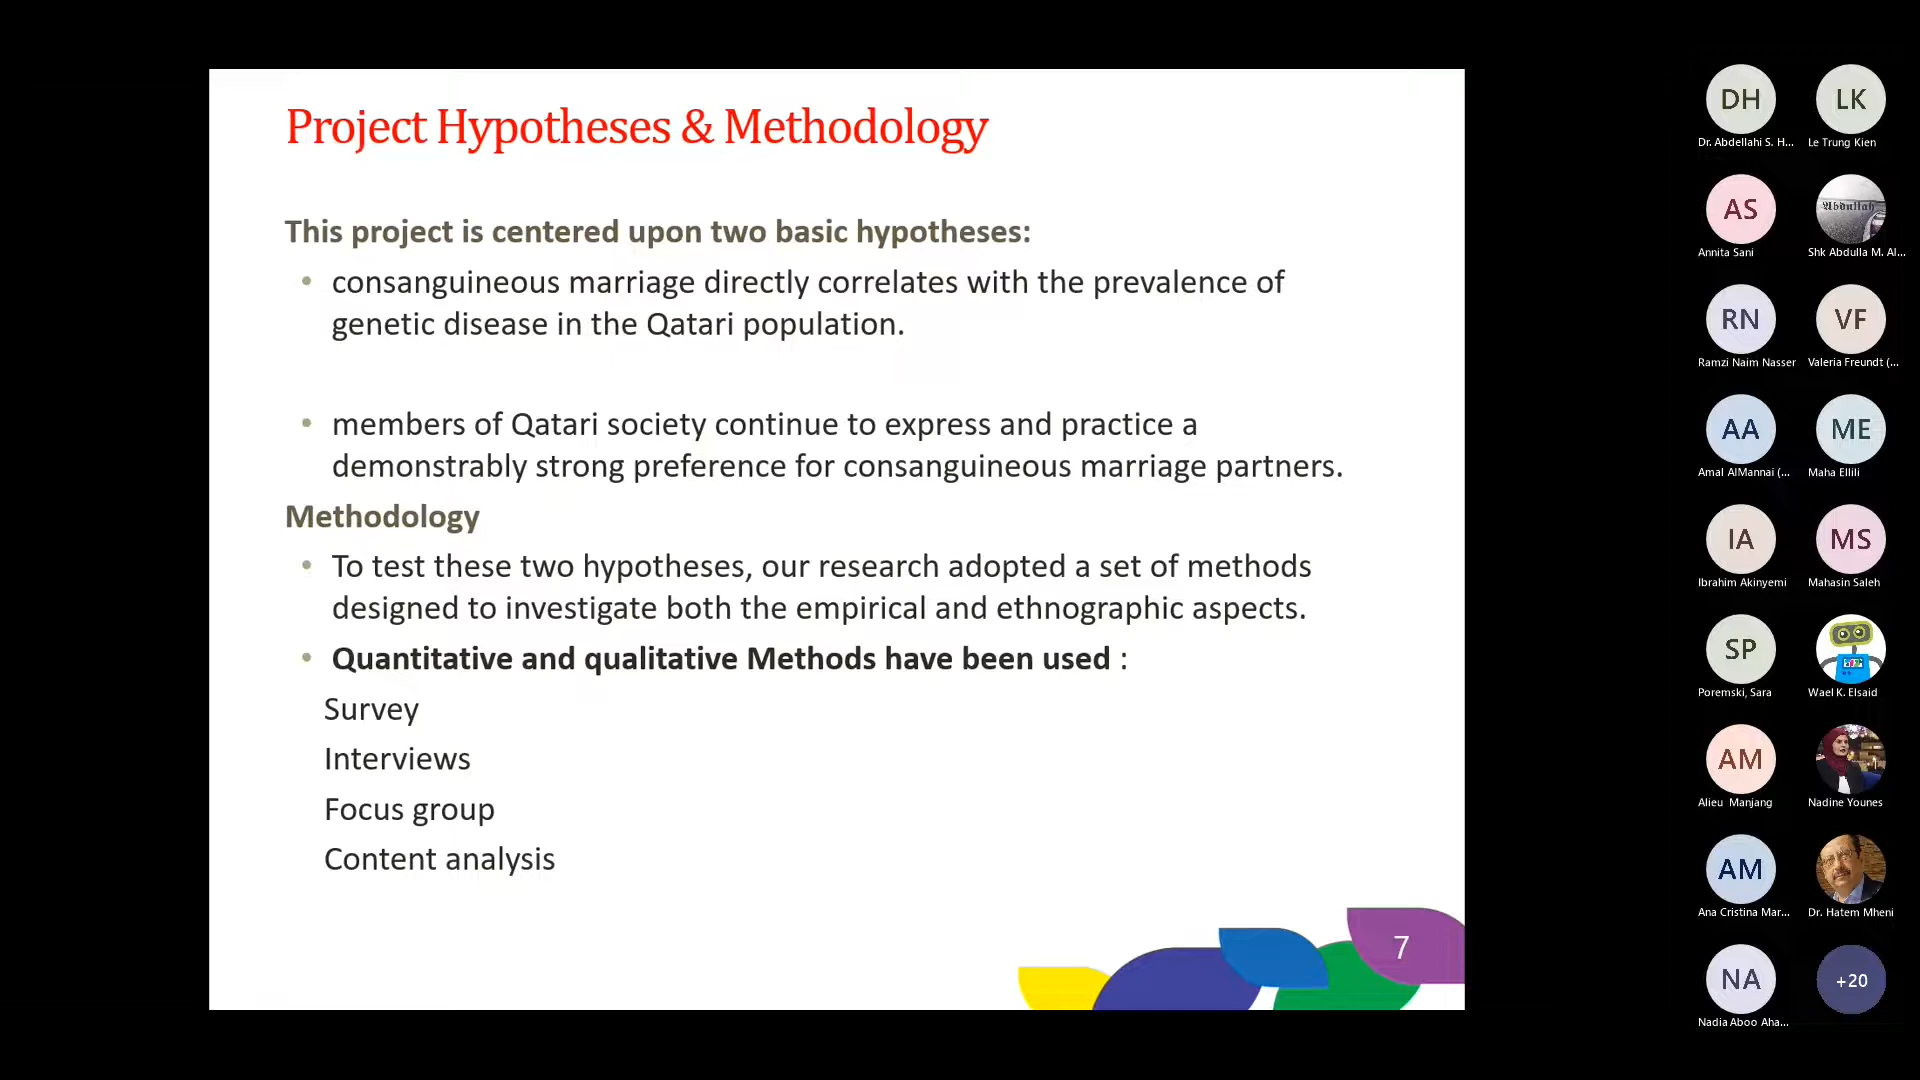 Project Hypotheses & Methodology
This project is centered upon two basic hypotheses:
• consanguineous marriage directly correlates with the prevalence of
genetic disease in the Qatari population.
• members of Qatari society continue to express and practice a
demonstrably strong preference for consanguineous marriage partners.
Methodology
• To test these two hypotheses, our research adopted a set of methods
designed to investigate both the empirical and ethnographic aspects.
• Quantitative and qualitative Methods have been used :
Survey
Interviews
Focus group
Content analysis
7
DH
Dr. Abdellahi S. H...
LK
Le Trung Kien
AS
Annita Sani
Abdullah
Shk Abdulla M. Al...
RN
Ramzi Naim Nasser
VF
Valeria Freundt (...
AA
Amal AlMannai (...
ME
Maha Ellili
IA
Ibrahim Akinyemi
MS
Mahasin Saleh
SP
Poremski, Sara
Wael K. Elsaid
AM
Alieu Manjang
Nadine Younes
AM
Ana Cristina Mar...
Dr. Hatem Mheni
NA
Nadia Aboo Aha...
+20